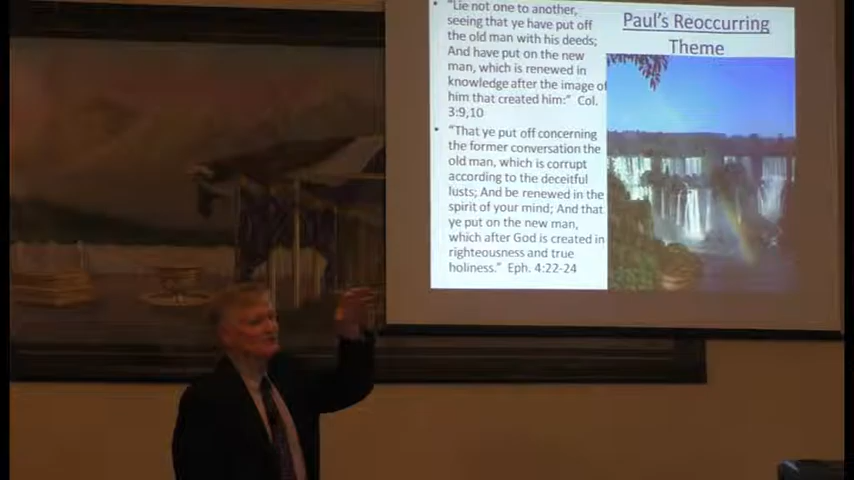 "Lie not one to another,
seeing that ye have put off
the old man with his deeds;
And have put on the new
man, which is renewed in
knowledge after the image of
him that created him:" Col.
3:9,10
"That ye put off concerning
the former conversation the
old man, which is corrupt
according to the deceitful
lusts; And be renewed in the
spirit of your mind; And that
ye put on the new man,
which after God is created in
righteousness and true
holiness." Eph. 4:22-24
Paul's Reoccurring
Theme